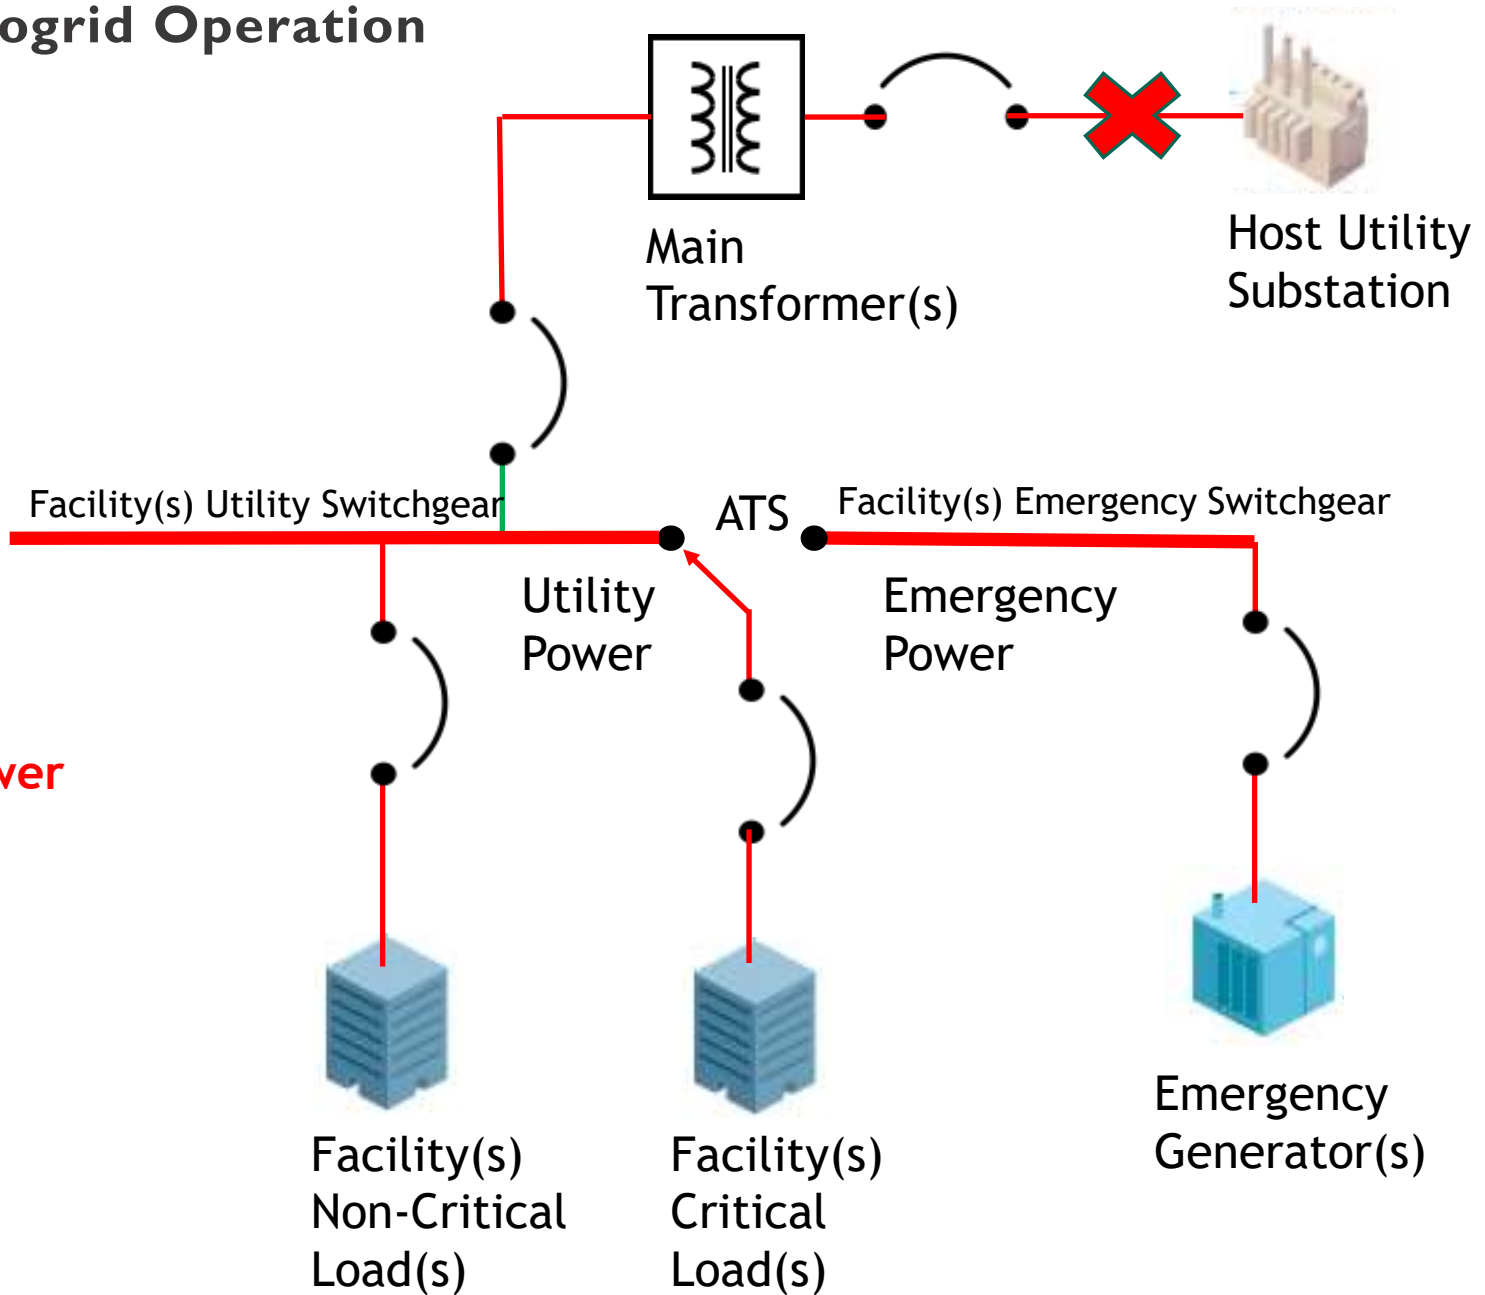 ogrid Operation
Main
Transformer(s)
Host Utility
Substation
Facility(s) Utility Switchgear
ATS
Facility(s) Emergency Switchgear
Utility
Power
Emergency
Power
wer
Facility(s)
Non-Critical
Load(s)
Facility(s)
Critical
Load(s)
Emergency
Generator(s)